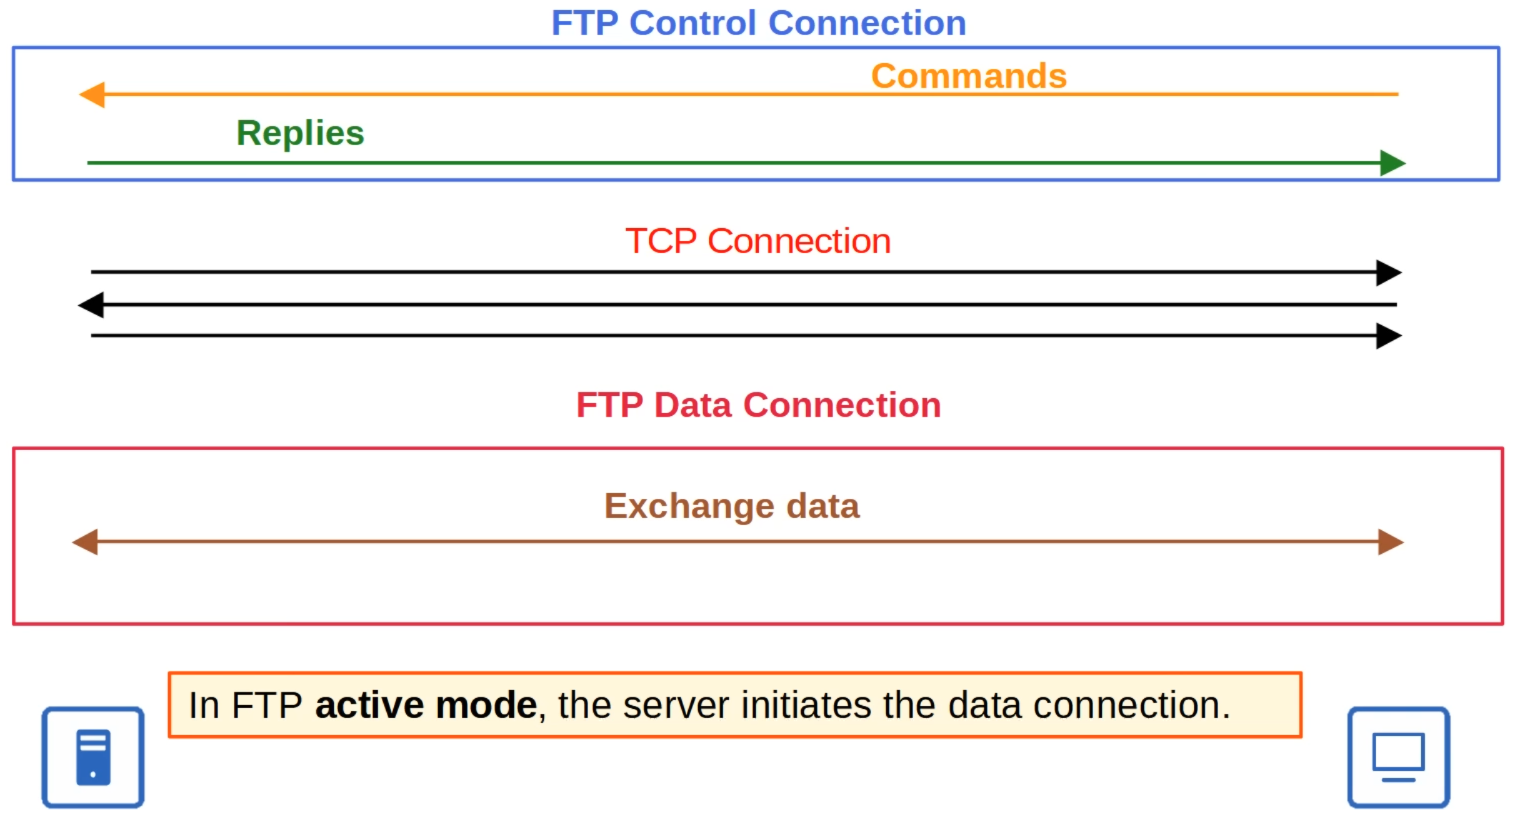 FTP Control Connection
Commands
Replies
TCP Connection
FTP Data Connection
Exchange data
In FTP active mode, the server initiates the data connection.